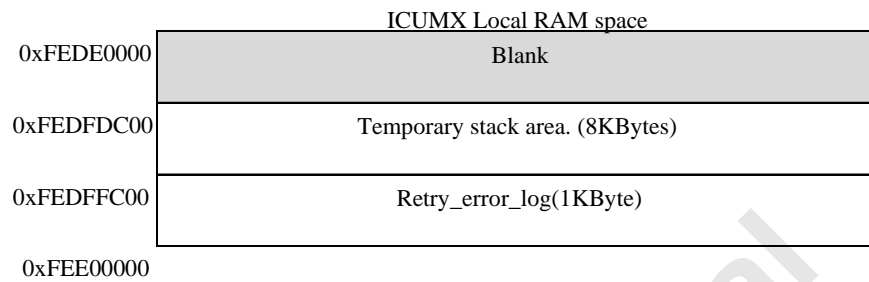 ICUMX Local RAM space
0xFEDE0000
Blank
0xFEDFDC00
Temporary stack area. (8KBytes)
0xFEDFFC00
Retry_error_log(1KByte)
0xFEE00000